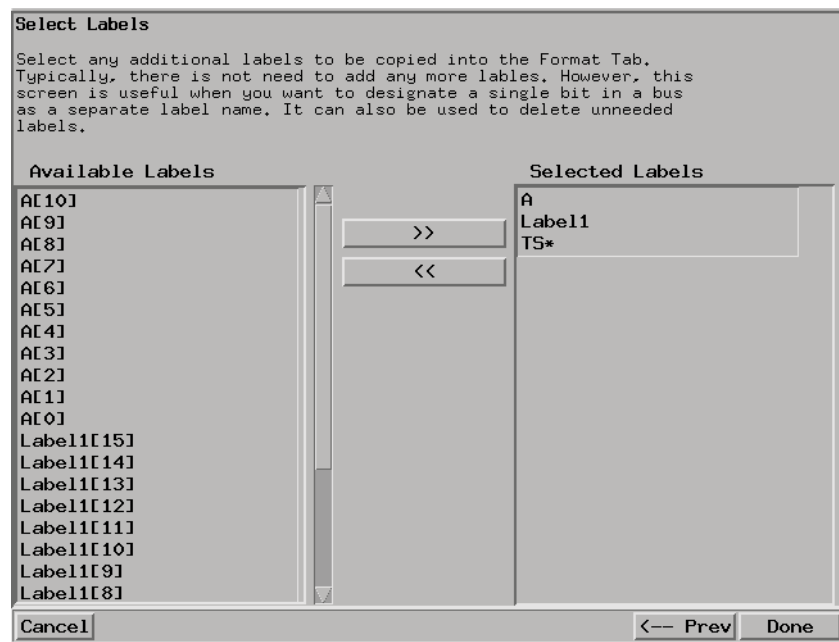 Select Labels
Select any additional labels to be copied into the Format Tab.
Typically, there is not need to add any more lables. However, this
screen is useful when you want to designate a single bit in a bus
as a separate label name. It can also be used to delete unneeded
labels.
Available Labels
A[10]
A[9]
A[8]
A[7]
A[6]
A[5]
A[4]
A[3]
A[2]
A[1]
A[0]
Label1[15]
Label1[14]
Label1[13]
Label1[12]
Label1[11]
Label1[10]
Label1[9]
Label1[8]
>>
<<
Selected Labels
A
Label1
TS*
Cancel
<-- Prev
Done